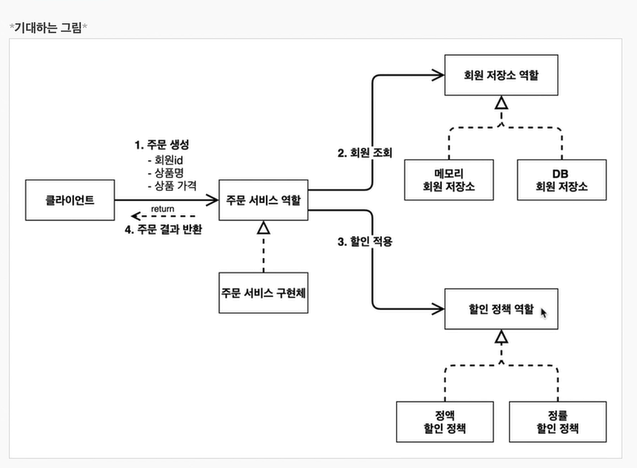 *기대하는 그림*
회원 저장소 역할
1. 주문 생성
- 회원id
- 상품명
- 상품 가격
2. 회원 조회
메모리
회원 저장소
DB
회원 저장소
클라이언트
주문 서비스 역할
return
4. 주문 결과 반환
3. 할인 적용
주문 서비스 구현체
할인 정책 역할
정액
할인 정책
정률
할인 정책